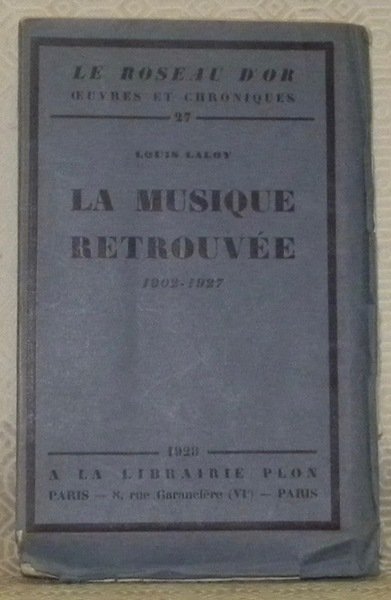 LE ROSEAU D'OR
ŒUVRES ET CHRONIQUES
27
LOUIS LALOY
LA MUSIQUE
RETROUVÉE
1902-1927
1928
A LA LIBRAIRIE PLON
PARIS — 8, rue Garancière (VIᵉ) — PARIS